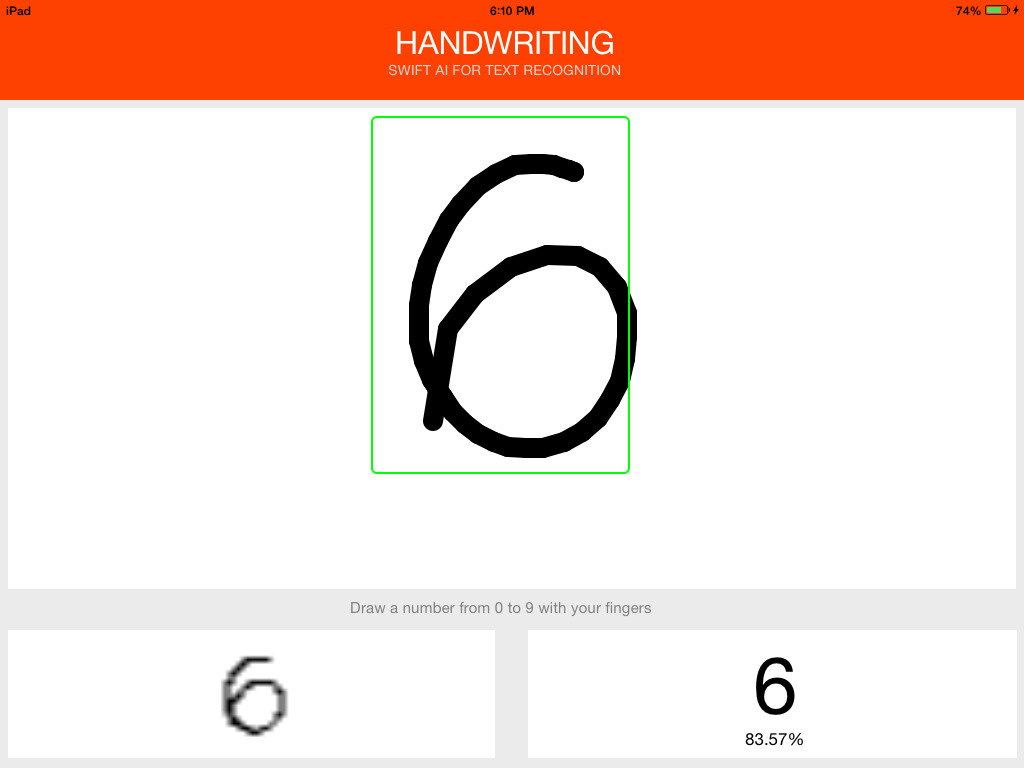 iPad 6:10 PM 74%
HANDWRITING
SWIFT AI FOR TEXT RECOGNITION
6
Draw a number from 0 to 9 with your fingers
6 6
83.57%